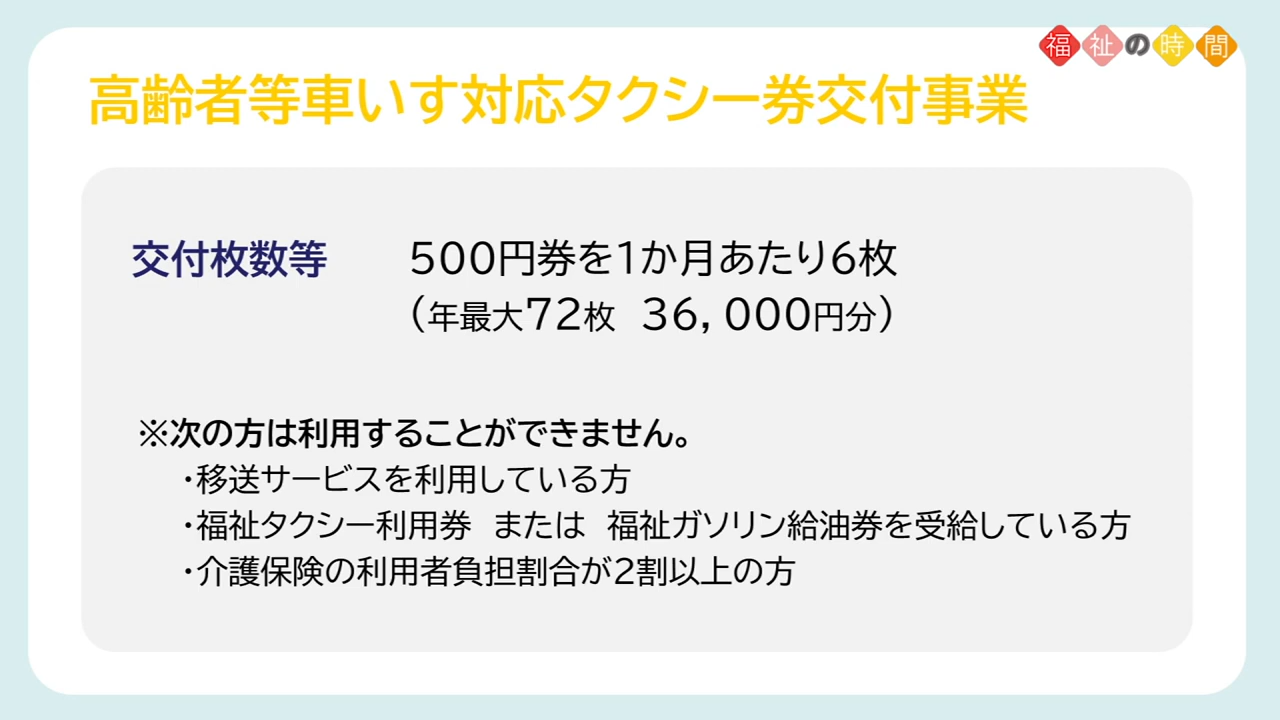 福祉の時間
高齢者等車いす対応タクシー券交付事業
交付枚数等　500円券を1か月あたり6枚
（年最大72枚　36，000円分）
※次の方は利用することができません。
・移送サービスを利用している方
・福祉タクシー利用券　または　福祉ガソリン給油券を受給している方
・介護保険の利用者負担割合が2割以上の方